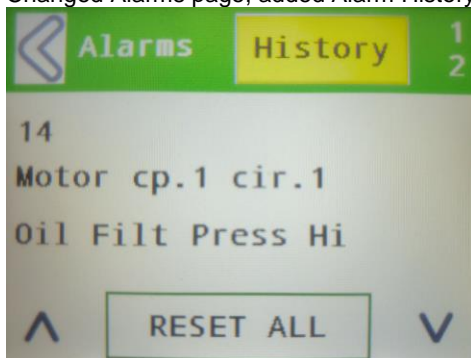 Changed Alarms page, added Alarm History
Alarms History 1
2
14
Motor cp.1 cir.1
Oil Filt Press Hi
RESET ALL